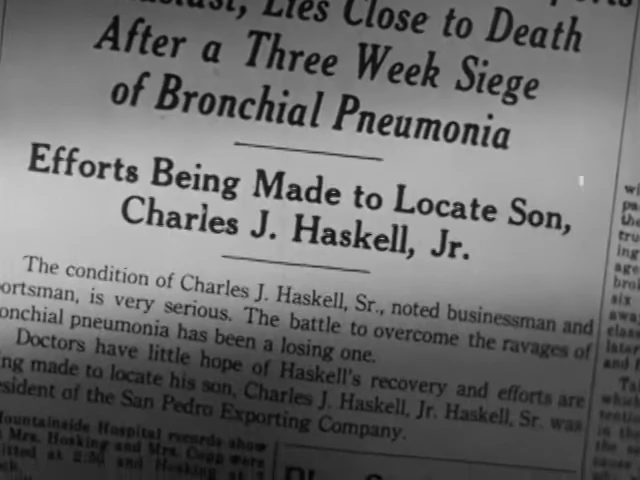 Lies Close to Death
After a Three Week Siege
of Bronchial Pneumonia
Efforts Being Made to Locate Son,
Charles J. Haskell, Jr.
The condition of Charles J. Haskell, Sr., noted businessman and
ortsman, is very serious. The battle to overcome the ravages of
onchial pneumonia has been a losing one.
Doctors have little hope of Haskell's recovery and efforts are
ng made to locate his son, Charles J. Haskell, Jr. Haskell, Sr. was
esident of the San Pedro Exporting Company.
ountainside Hospital records show
Mrs. Hosking and Mrs. Copp were
itted at 2:50 and Hosking at